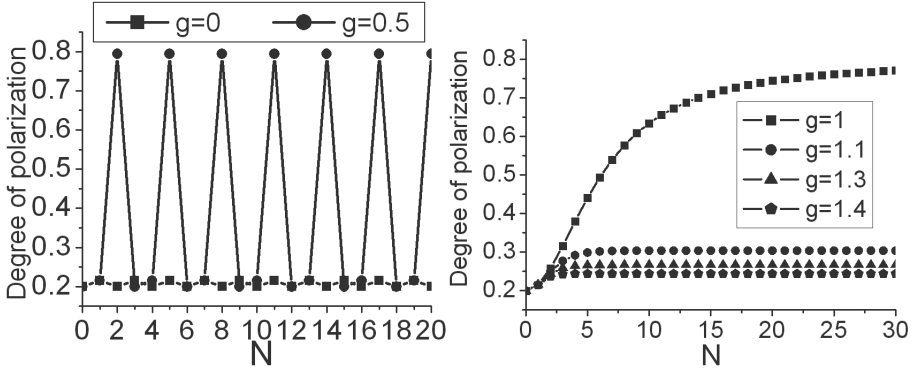 g=0 g=0.5
Degree of polarization
0.8
0.7
0.6
0.5
0.4
0.3
0.2
0 2 4 6 8 10 12 14 16 18 20
N
Degree of polarization
0.8
0.7
0.6
0.5
0.4
0.3
0.2
g=1
g=1.1
g=1.3
g=1.4
0 5 10 15 20 25 30
N